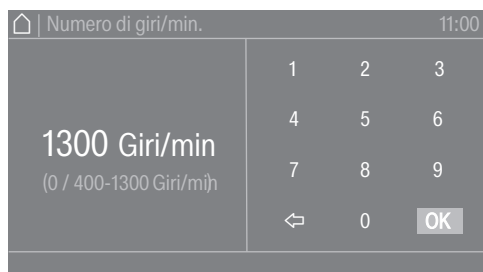 | Numero di giri/min. 11:00
1 2 3
4 5 6
1300 Giri/min
(0 / 400-1300 Giri/min)
7 8 9
0 OK